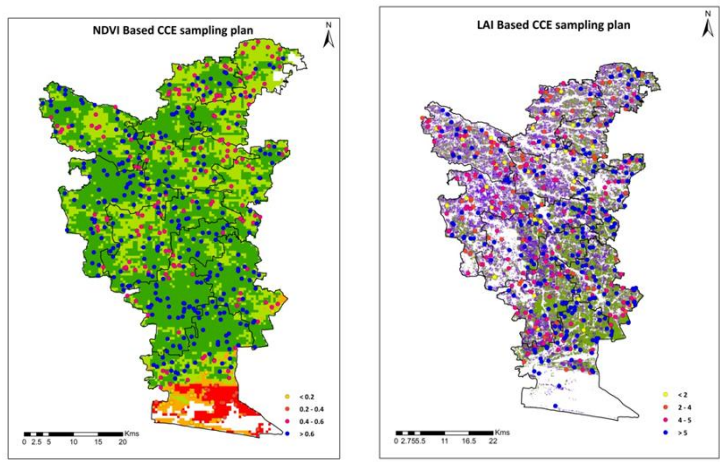 NDVI Based CCE sampling plan
N
< 0.2
0.2 - 0.4
0.4 - 0.6
> 0.6
Kms
0 2.5 5 10 15 20
LAI Based CCE sampling plan
N
< 2
2 - 4
4 - 5
> 5
Kms
0 2.75 5.5 11 16.5 22